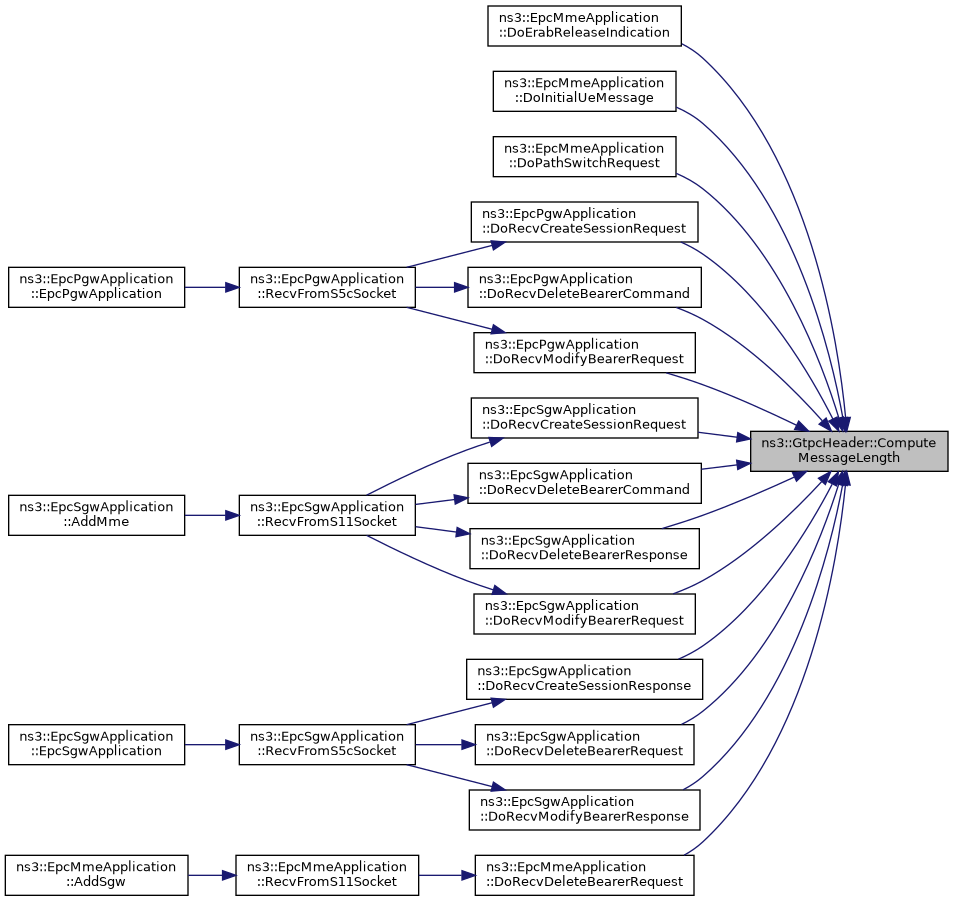 ns3::EpcMmeApplication
::DoErabReleaseIndication
ns3::EpcMmeApplication
::DoInitialUeMessage
ns3::EpcMmeApplication
::DoPathSwitchRequest
ns3::EpcPgwApplication
::DoRecvCreateSessionRequest
ns3::EpcPgwApplication
::EpcPgwApplication
ns3::EpcPgwApplication
::RecvFromS5cSocket
ns3::EpcPgwApplication
::DoRecvDeleteBearerCommand
ns3::EpcPgwApplication
::DoRecvModifyBearerRequest
ns3::EpcSgwApplication
::DoRecvCreateSessionRequest
ns3::GtpcHeader::Compute
MessageLength
ns3::EpcSgwApplication
::DoRecvDeleteBearerCommand
ns3::EpcSgwApplication
::AddMme
ns3::EpcSgwApplication
::RecvFromS11Socket
ns3::EpcSgwApplication
::DoRecvDeleteBearerResponse
ns3::EpcSgwApplication
::DoRecvModifyBearerRequest
ns3::EpcSgwApplication
::DoRecvCreateSessionResponse
ns3::EpcSgwApplication
::EpcSgwApplication
ns3::EpcSgwApplication
::RecvFromS5cSocket
ns3::EpcSgwApplication
::DoRecvDeleteBearerRequest
ns3::EpcSgwApplication
::DoRecvModifyBearerResponse
ns3::EpcMmeApplication
::AddSgw
ns3::EpcMmeApplication
::RecvFromS11Socket
ns3::EpcMmeApplication
::DoRecvDeleteBearerRequest